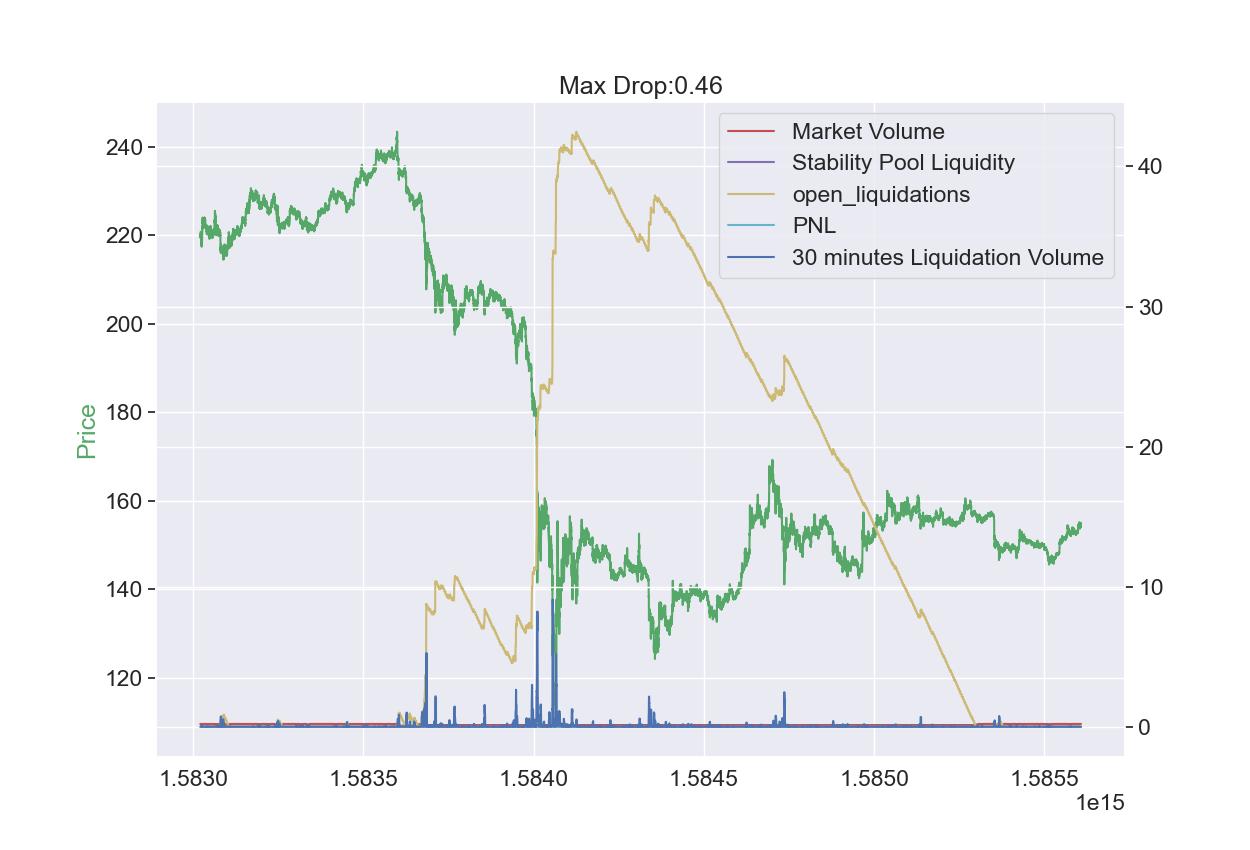 Max Drop:0.46
Market Volume
Stability Pool Liquidity
open_liquidations
PNL
30 minutes Liquidation Volume
Price
240
220
200
180
160
140
120
40
30
20
10
0
1.5830 1.5835 1.5840 1.5845 1.5850 1.5855
1e15